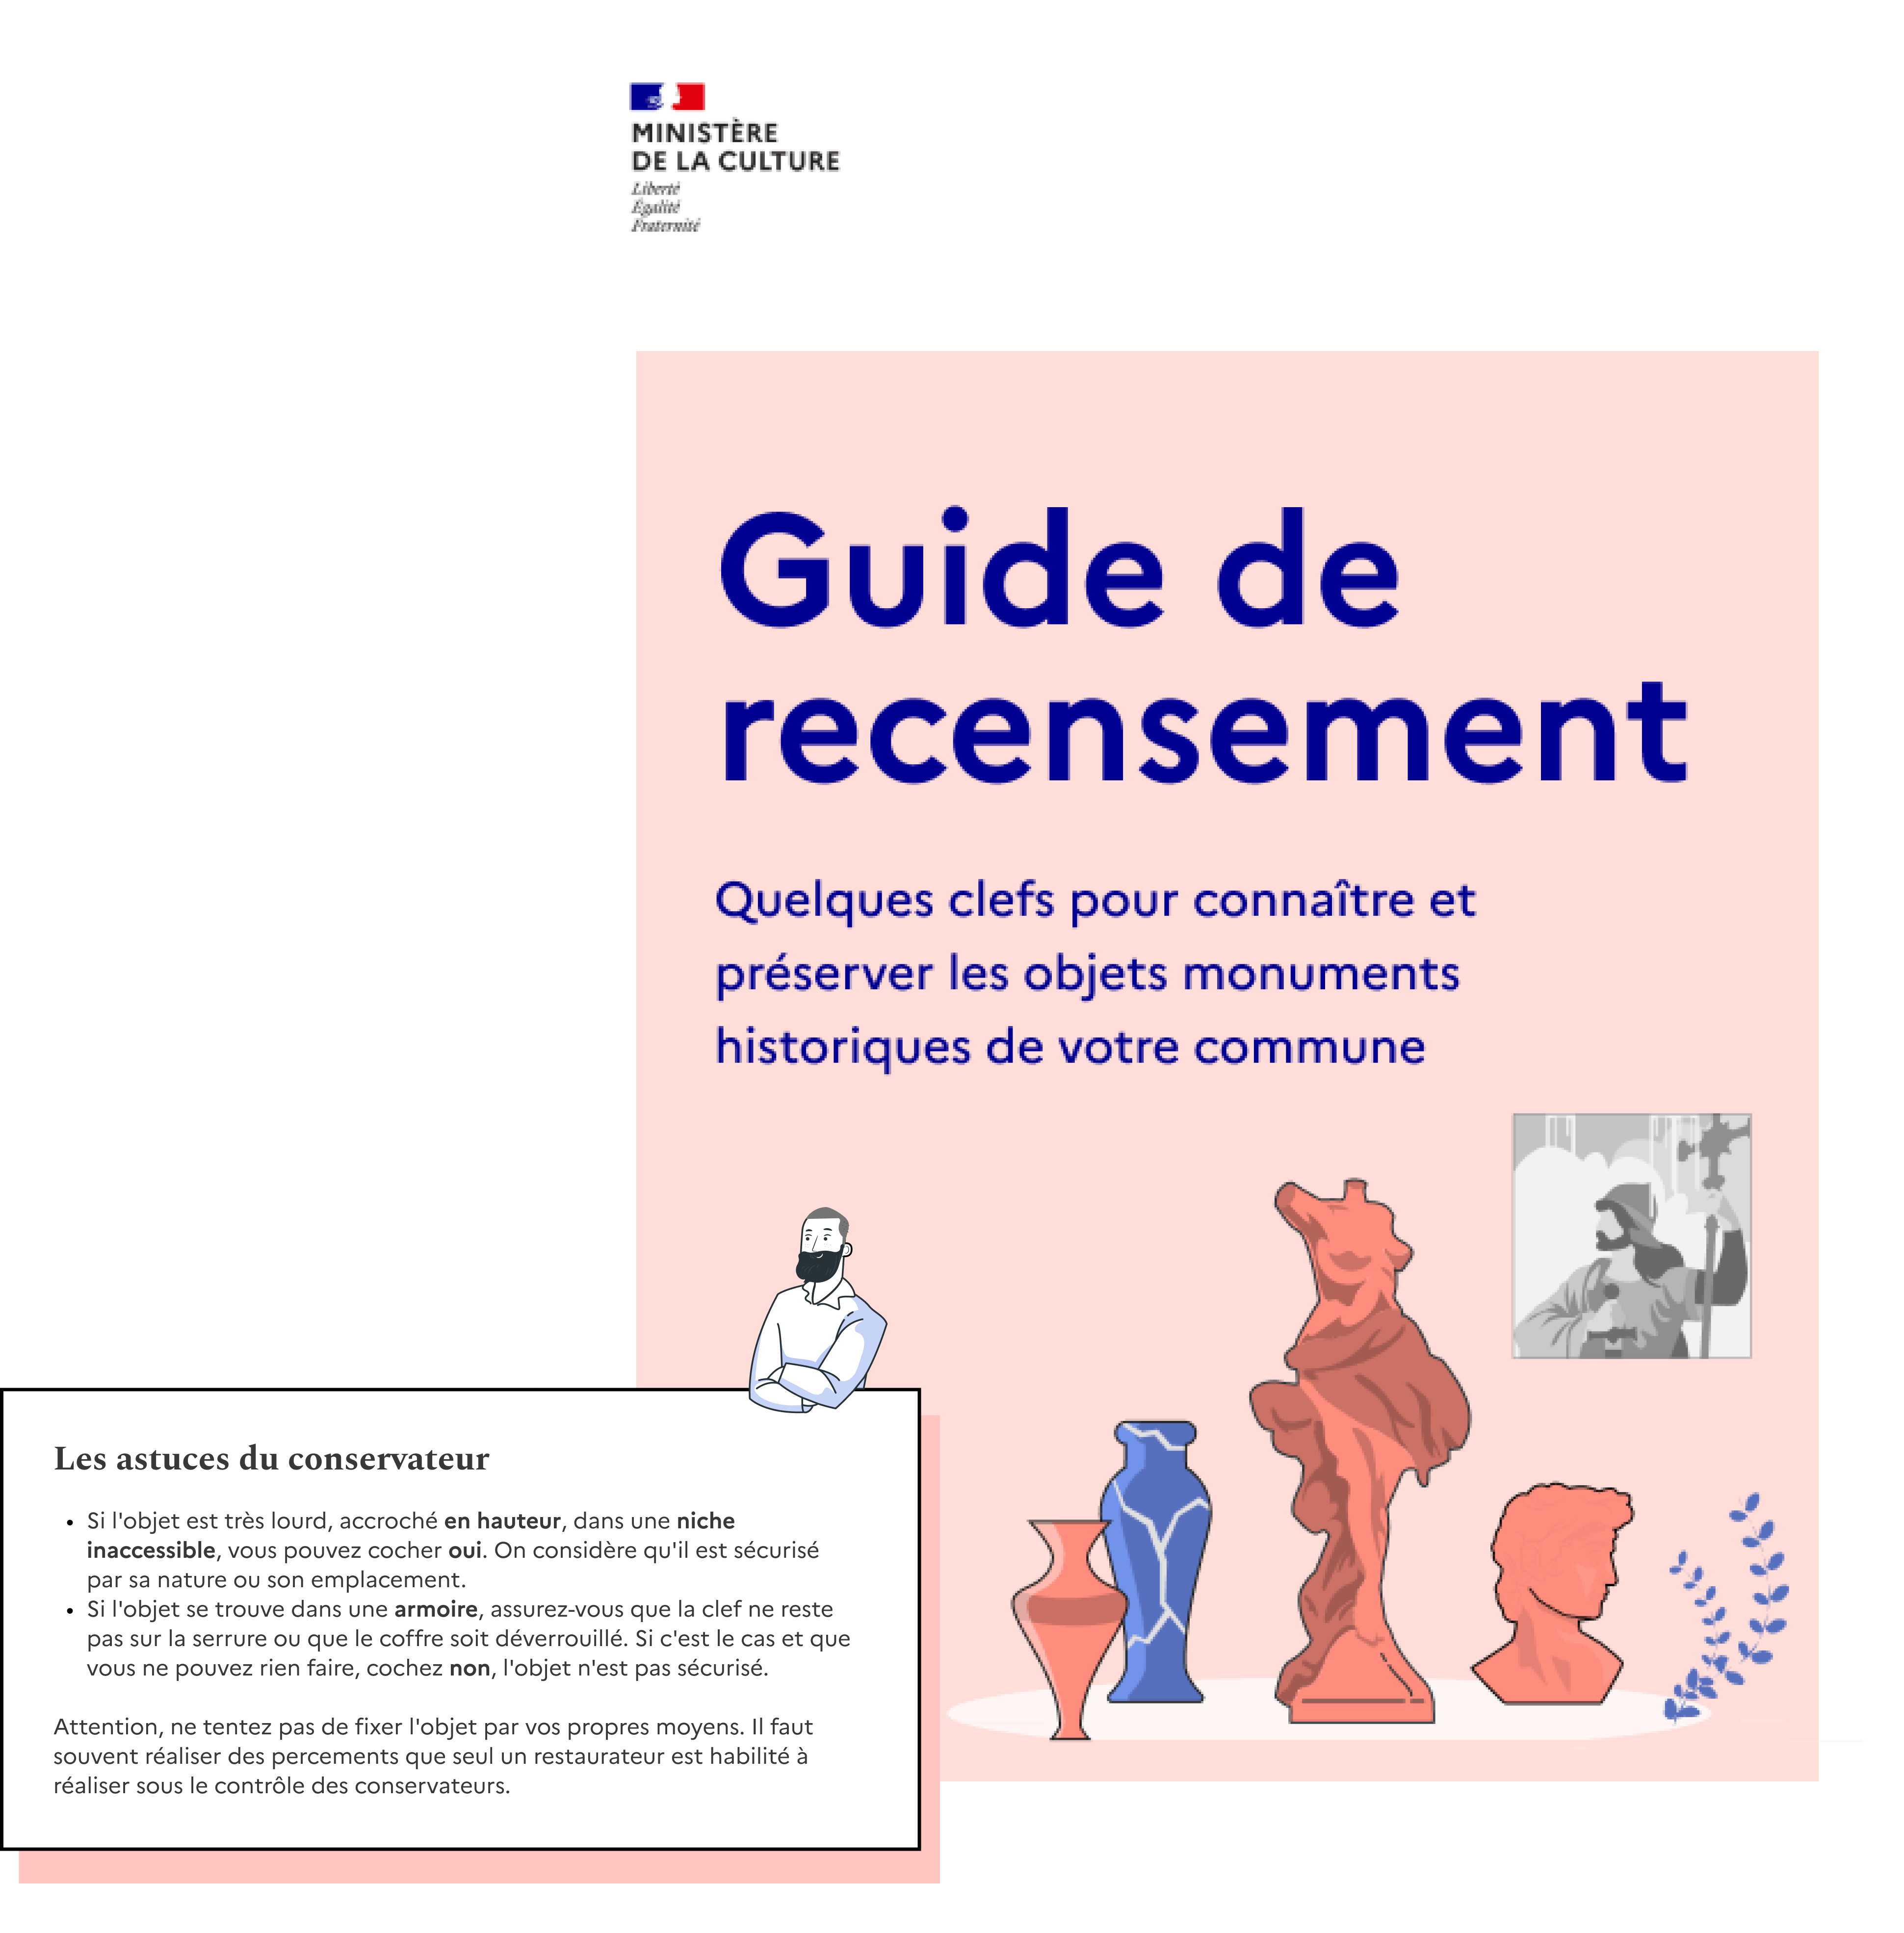 MINISTÈRE
DE LA CULTURE
Liberté
Égalité
Fraternité
Guide de
recensement
Quelques clefs pour connaître et
préserver les objets monuments
historiques de votre commune
Les astuces du conservateur
• Si l'objet est très lourd, accroché en hauteur, dans une niche
inaccessible, vous pouvez cocher oui. On considère qu'il est sécurisé
par sa nature ou son emplacement.
• Si l'objet se trouve dans une armoire, assurez-vous que la clef ne reste
pas sur la serrure ou que le coffre soit déverrouillé. Si c'est le cas et que
vous ne pouvez rien faire, cochez non, l'objet n'est pas sécurisé.
Attention, ne tentez pas de fixer l'objet par vos propres moyens. Il faut
souvent réaliser des percements que seul un restaurateur est habilité à
réaliser sous le contrôle des conservateurs.